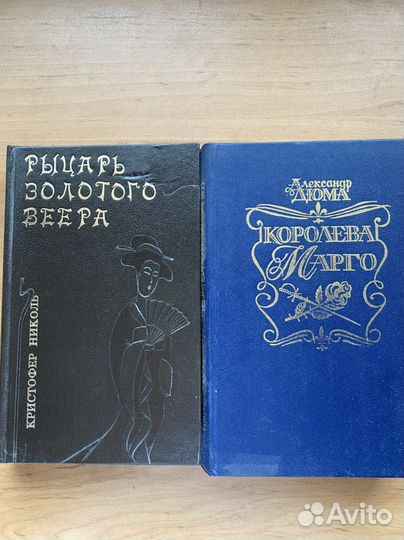 РЫЦАРЬ
ЗОЛОТОГО
ВЕЕРА
КРИСТОФЕР НИКОЛЬ
Александр
ДЮМА
КОРОЛЕВА
МАРГО
Avito